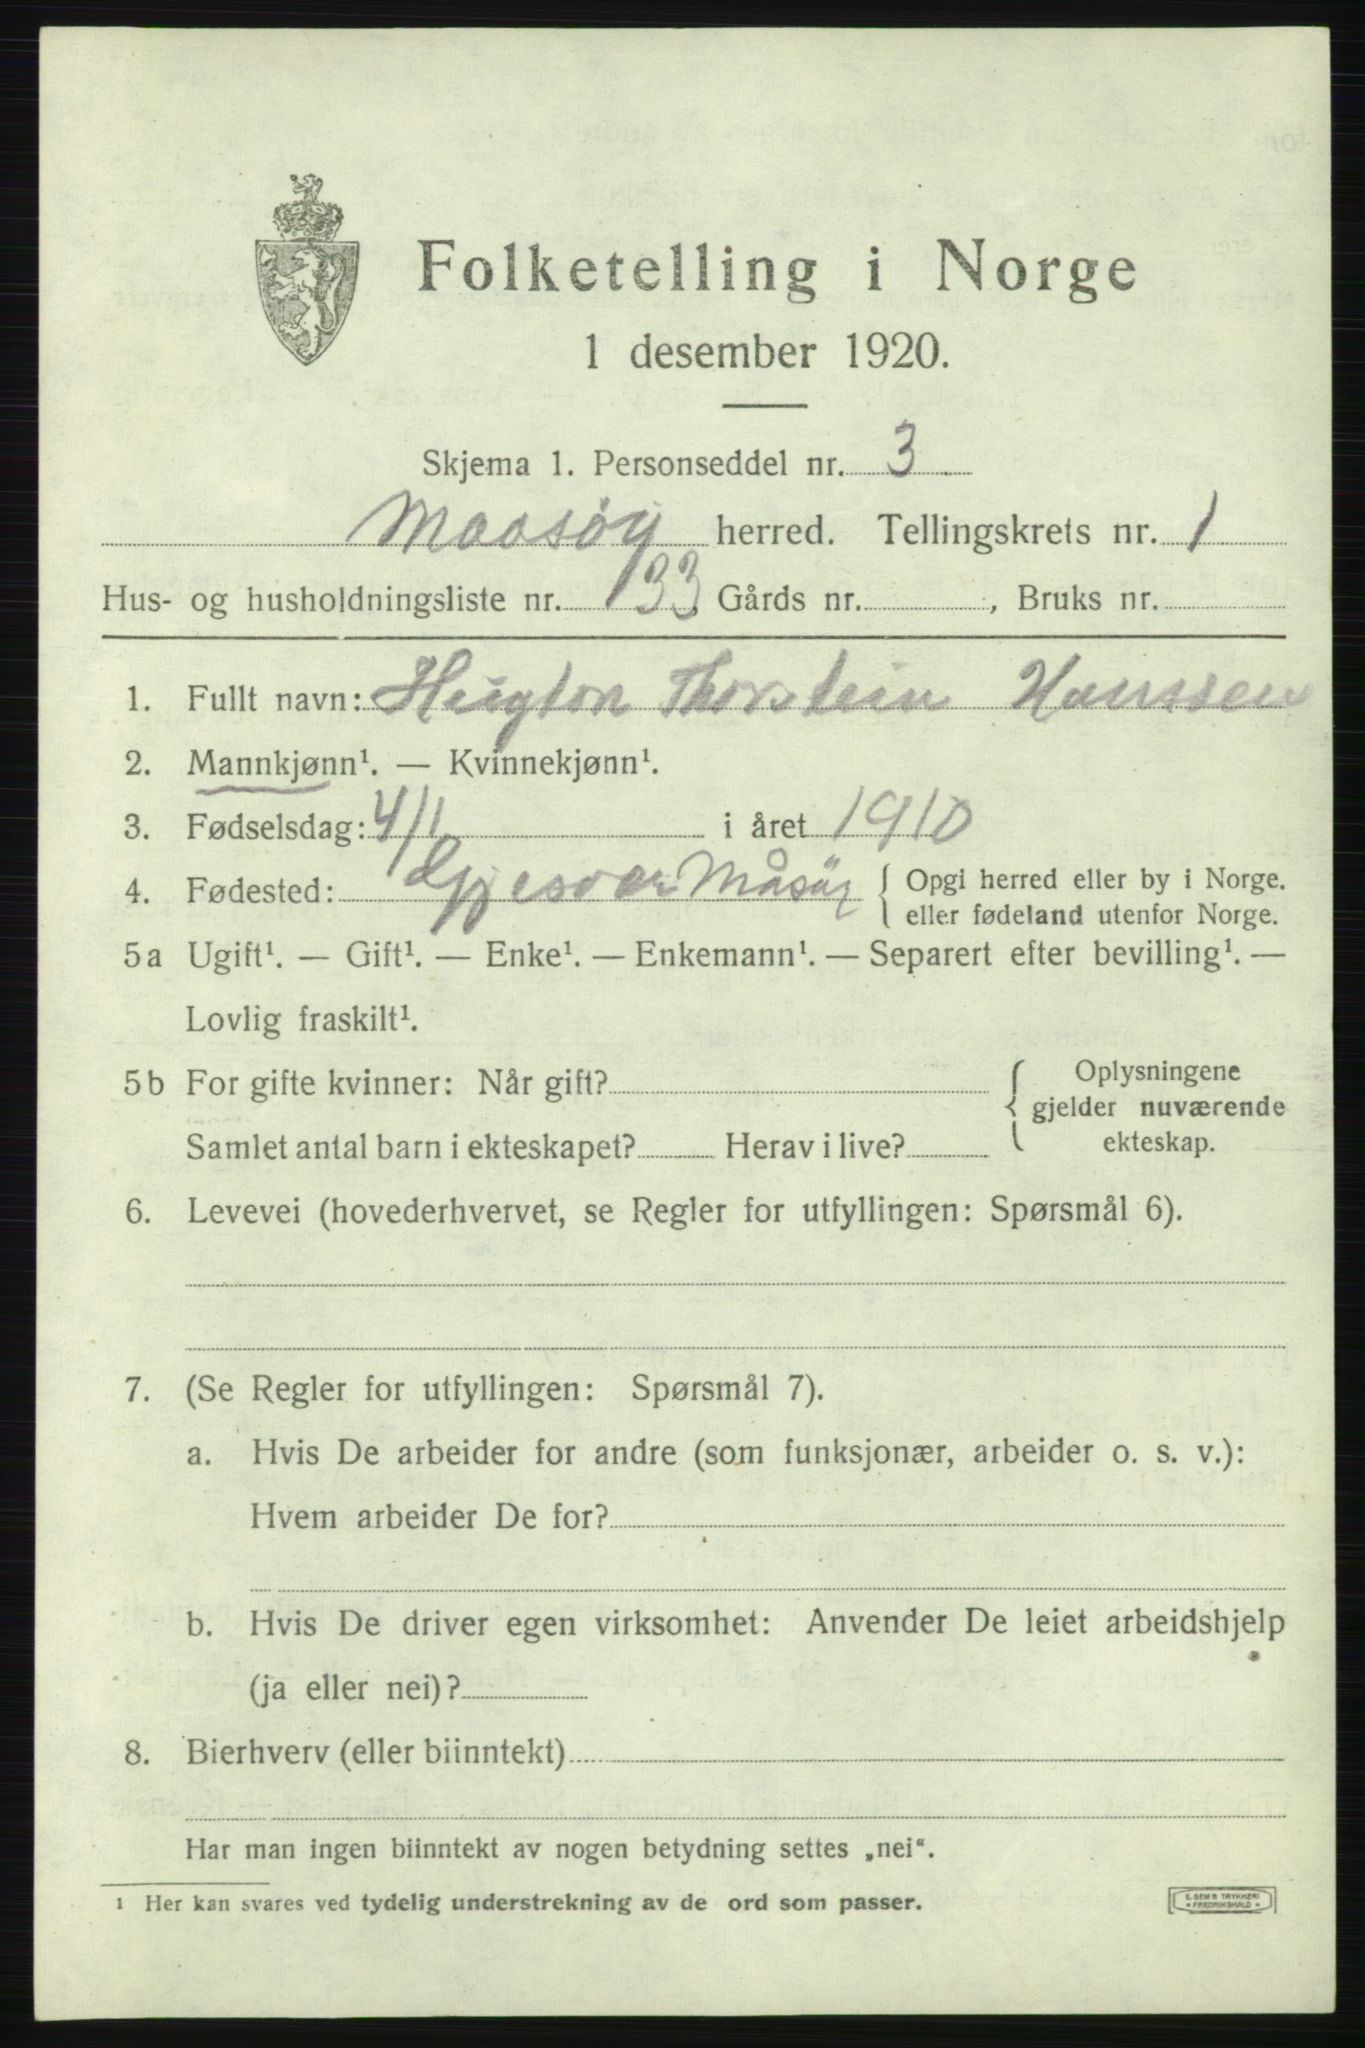 Folketelling i Norge
1 desember 1920.
Skjema 1. Personseddel nr. 3
Maasöy herred. Tellingskrets nr. 1
Hus- og husholdningsliste nr. 133 Gårds nr. , Bruks nr.
1. Fullt navn: Hugton Thorstein Hanssen
2. Mannkjønn¹. — Kvinnekjønn¹.
3. Fødselsdag: 4/1 i året 1910
4. Fødested: Gjesvær Måsöy { Opgi herred eller by i Norge.
eller fødeland utenfor Norge.
5a Ugift¹. — Gift¹. — Enke¹. — Enkemann¹. — Separert efter bevilling¹. —
Lovlig fraskilt¹.
5b For gifte kvinner: Når gift? { Oplysningene
gjelder nuværende
Samlet antal barn i ekteskapet? Herav i live? ekteskap.
6. Levevei (hovederhvervet, se Regler for utfyllingen: Spørsmål 6).
7. (Se Regler for utfyllingen: Spørsmål 7).
a. Hvis De arbeider for andre (som funksjonær, arbeider o. s. v.):
Hvem arbeider De for?
b. Hvis De driver egen virksomhet: Anvender De leiet arbeidshjelp
(ja eller nei)?
8. Bierhverv (eller biinntekt)
Har man ingen biinntekt av nogen betydning settes „nei“.
1 Her kan svares ved tydelig understrekning av de ord som passer.
E. SEM'S TRYKKERI
* FREDRIKSHALD *